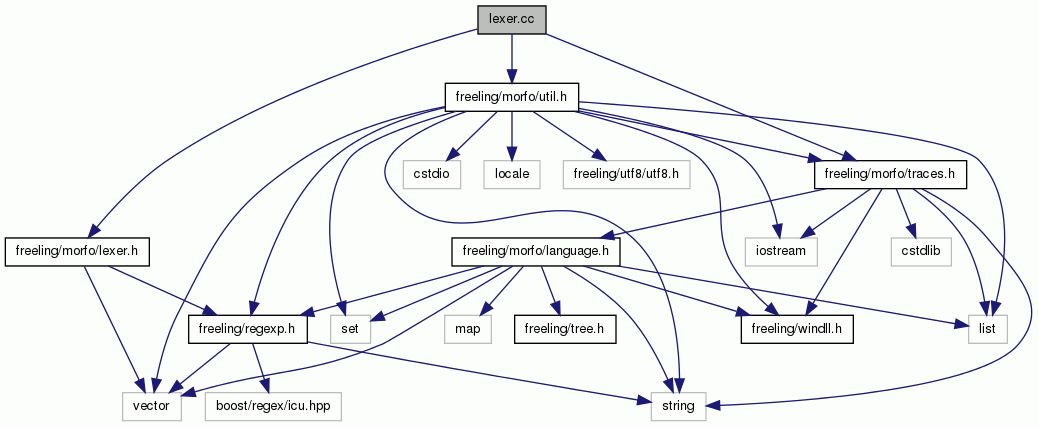 lexer.cc
freeling/morfo/util.h
cstdio
locale
freeling/utf8/utf8.h
freeling/morfo/traces.h
freeling/morfo/lexer.h
freeling/morfo/language.h
iostream
cstdlib
freeling/regexp.h
set
map
freeling/tree.h
freeling/windll.h
list
vector
boost/regex/icu.hpp
string